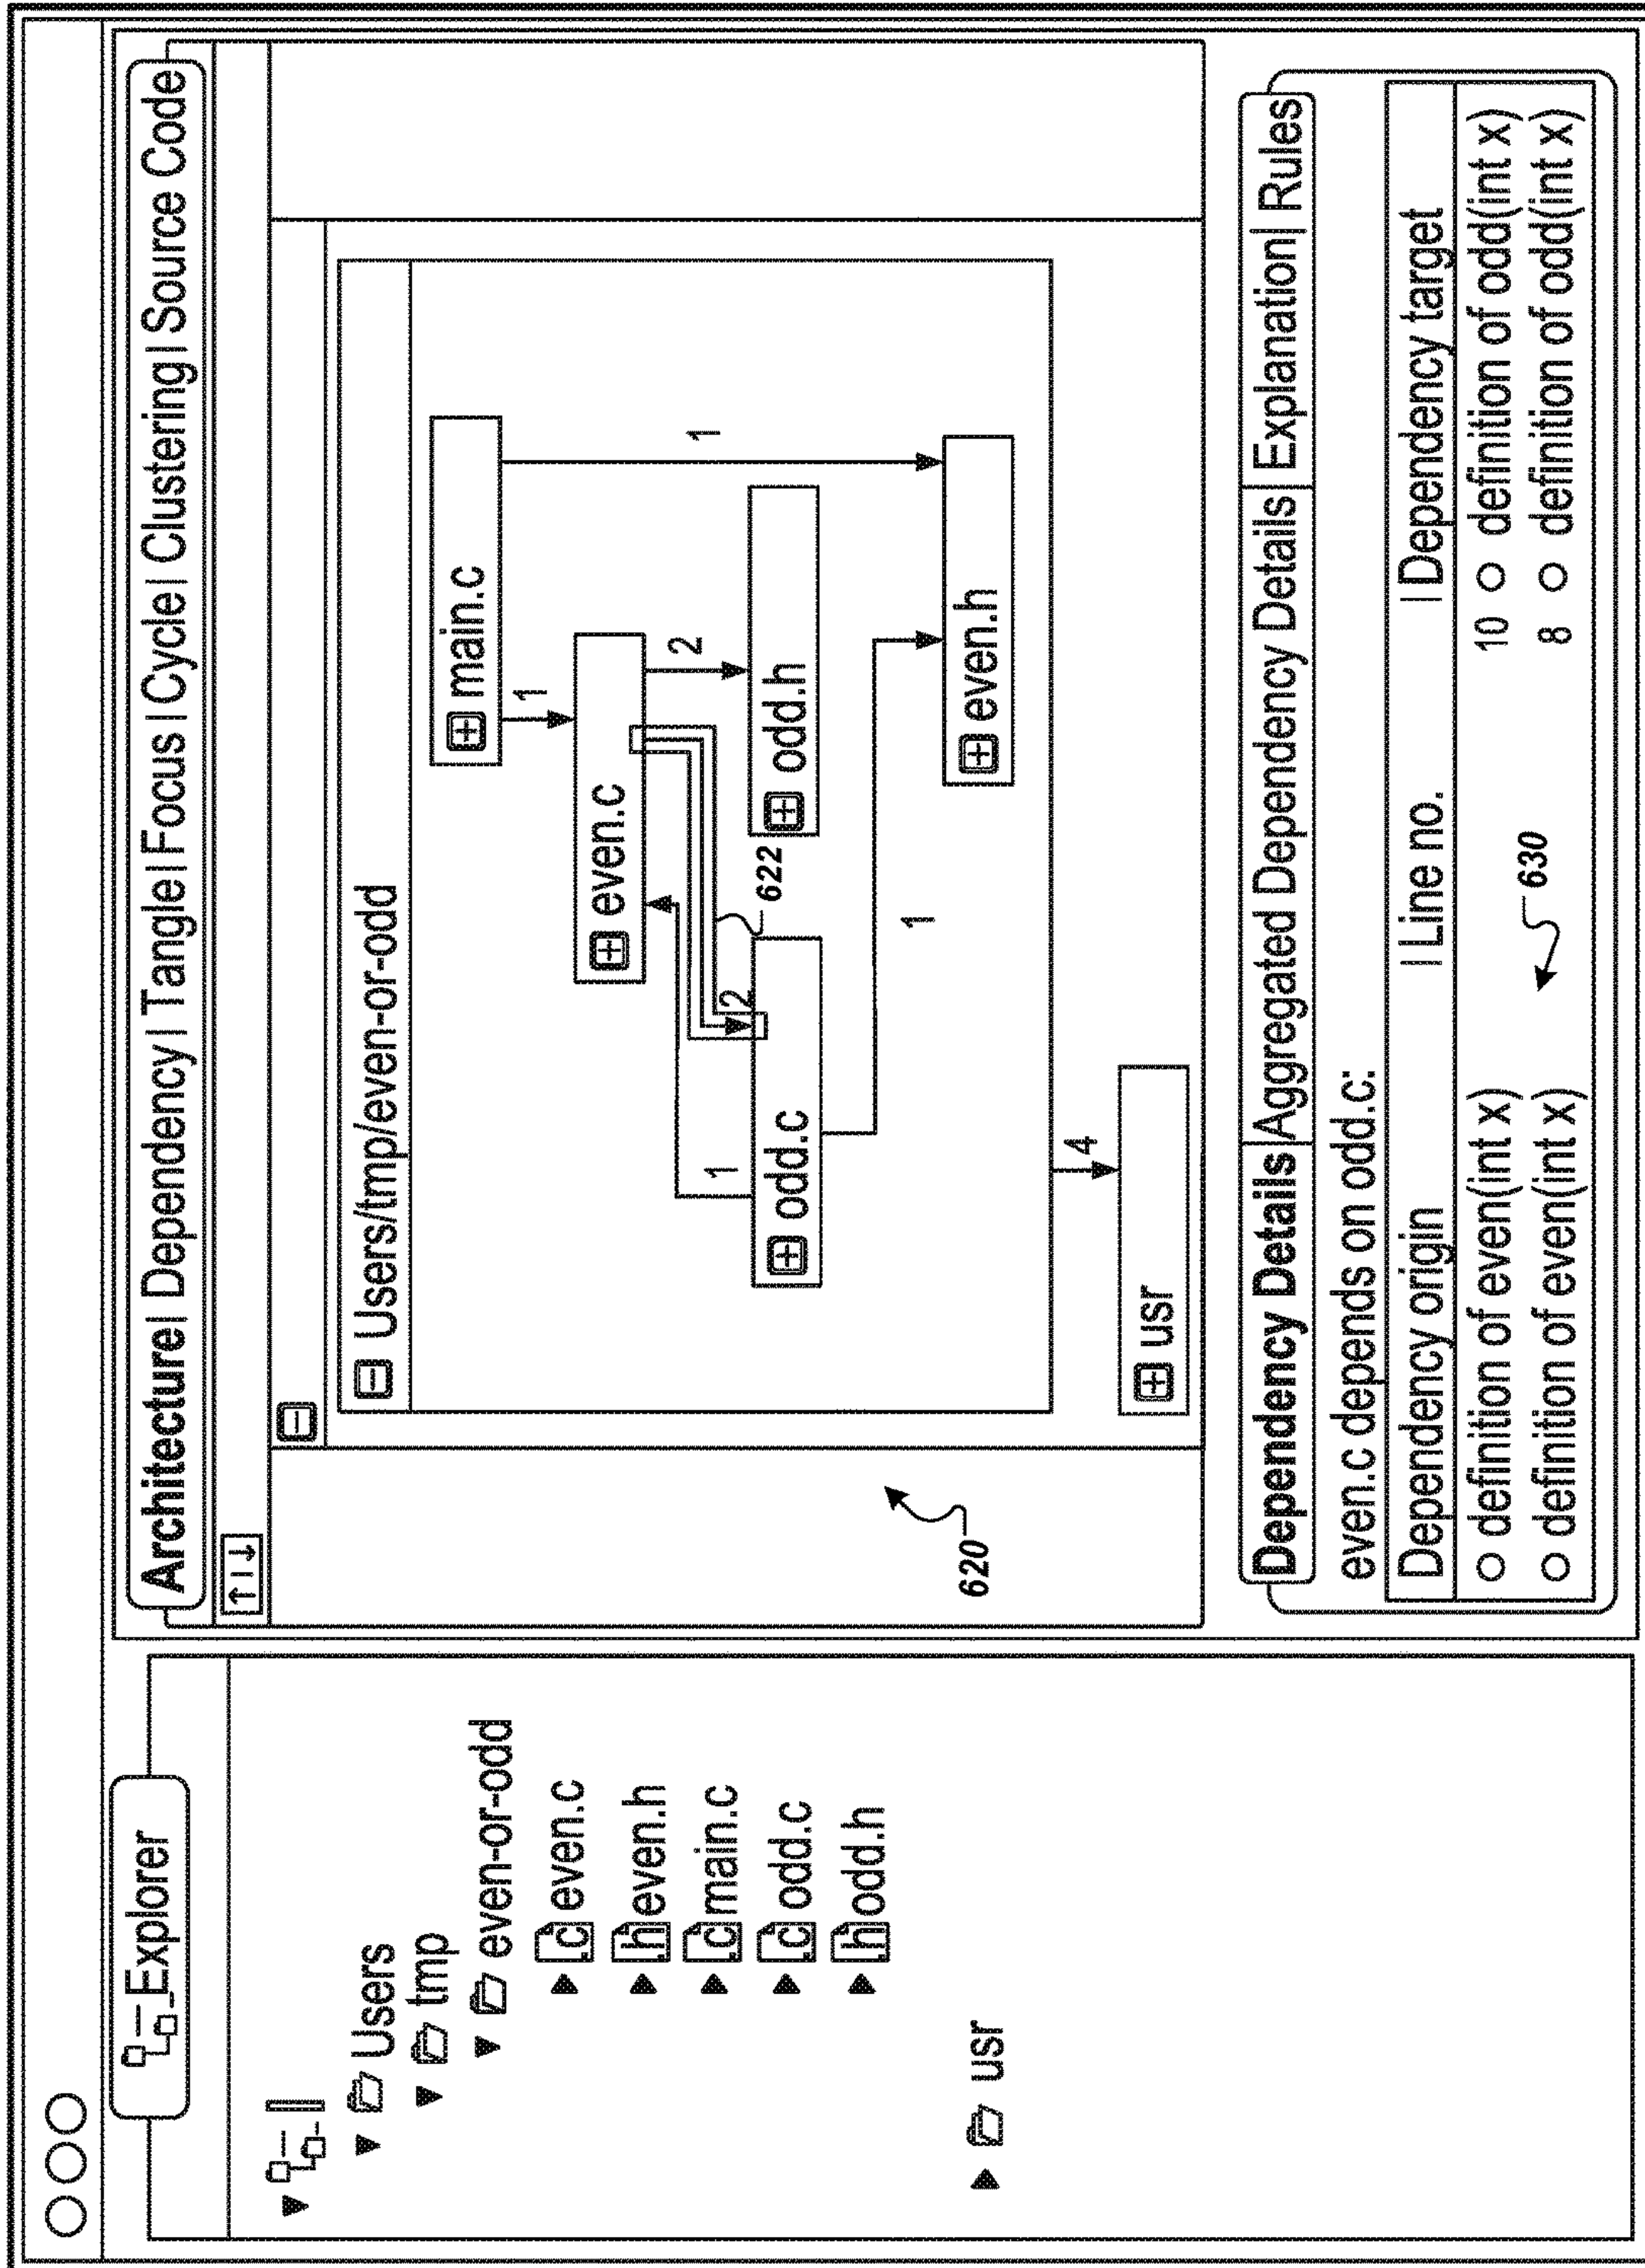 Explorer
Users
tmp
even-or-odd
.c even.c
.h even.h
.c main.c
.c odd.c
.h odd.h
usr
Architecture| Dependency | Tangle | Focus | Cycle | Clustering | Source Code
Users/tmp/even-or-odd
main.c
1
1
even.c
2
622
2
1
odd.h
odd.c
1
even.h
4
usr
620
Dependency Details | Aggregated Dependency Details | Explanation | Rules
even.c depends on odd.c:
Dependency origin | Line no. | Dependency target
definition of even(int x) 10 definition of odd(int x)
definition of even(int x) 8 definition of odd(int x)
630